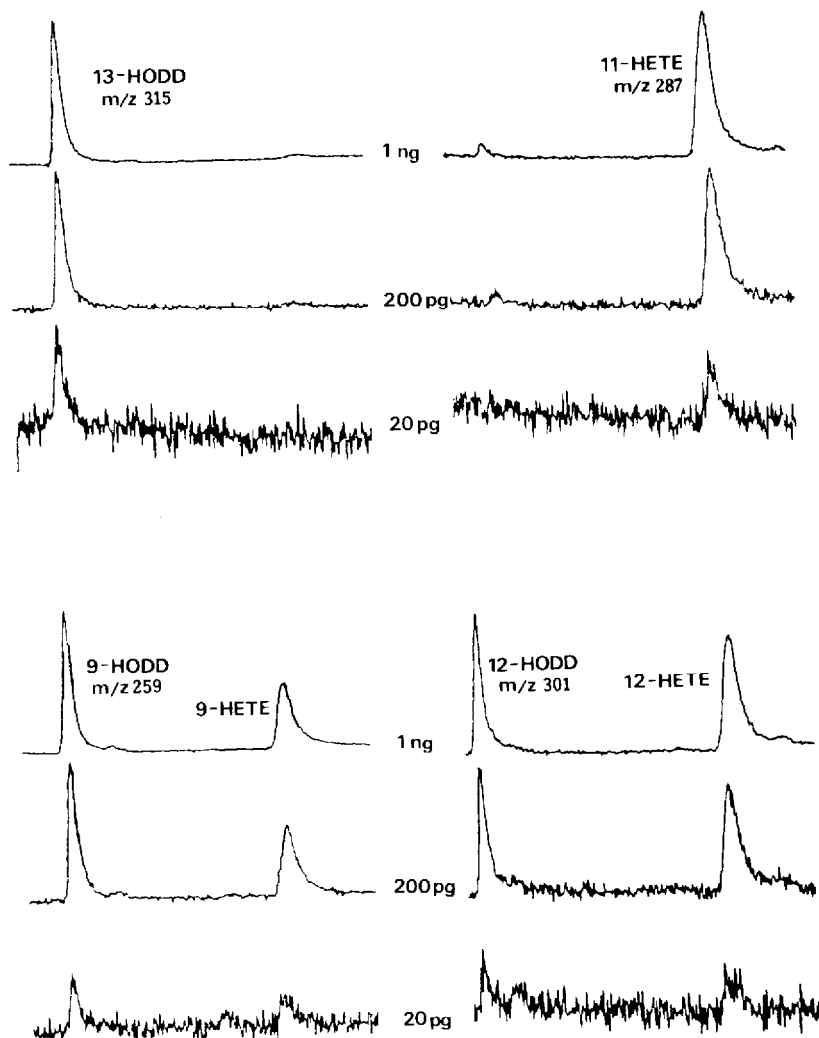 13-HODD
m/z 315
11-HETE
m/z 287
1 ng
200 pg
20 pg
9-HODD
m/z 259
9-HETE
12-HODD
m/z 301
12-HETE
1 ng
200 pg
20 pg